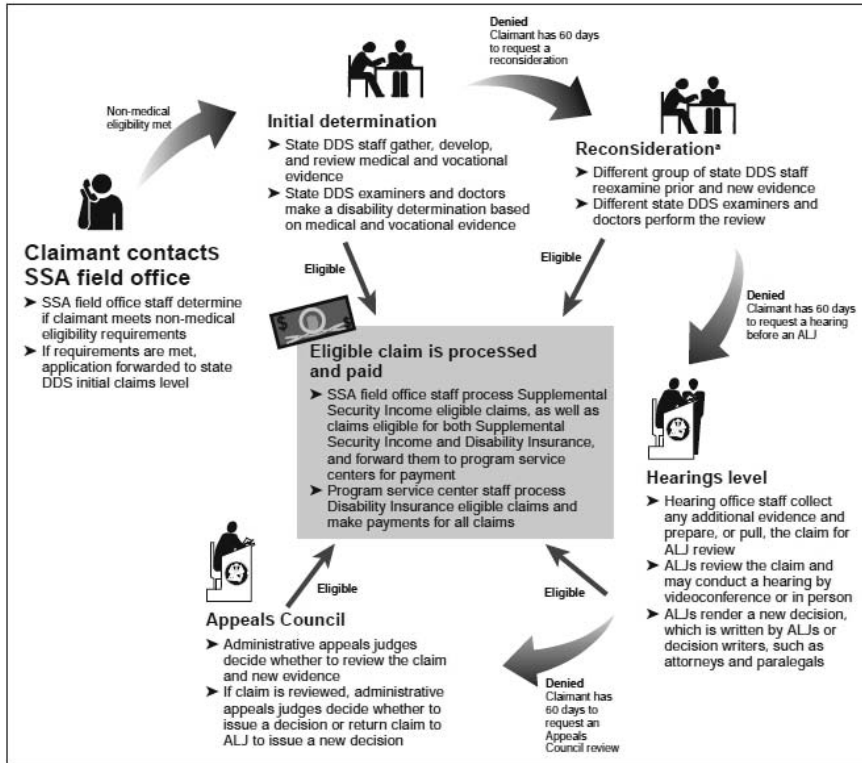 Denied
Claimant has 60 days
to request a
reconsideration
Non-medical
eligibility met
Initial determination
➤ State DDS staff gather, develop,
and review medical and vocational
evidence
➤ State DDS examiners and doctors
make a disability determination based
on medical and vocational evidence
Reconsiderationª
➤ Different group of state DDS staff
reexamine prior and new evidence
➤ Different state DDS examiners and
doctors perform the review
Claimant contacts
SSA field office
➤ SSA field office staff determine
if claimant meets non-medical
eligibility requirements
➤ If requirements are met,
application forwarded to state
DDS initial claims level
Eligible
Eligible
Denied
Claimant has 60 days
to request a hearing
before an ALJ
Eligible claim is processed
and paid
➤ SSA field office staff process Supplemental
Security Income eligible claims, as well as
claims eligible for both Supplemental
Security Income and Disability Insurance,
and forward them to program service
centers for payment
➤ Program service center staff process
Disability Insurance eligible claims and
make payments for all claims
Hearings level
➤ Hearing office staff collect
any additional evidence and
prepare, or pull, the claim for
ALJ review
➤ ALJs review the claim and
may conduct a hearing by
videoconference or in person
➤ ALJs render a new decision,
which is written by ALJs or
decision writers, such as
attorneys and paralegals
Eligible
Eligible
Appeals Council
➤ Administrative appeals judges
decide whether to review the claim
and new evidence
➤ If claim is reviewed, administrative
appeals judges decide whether to
issue a decision or return claim to
ALJ to issue a new decision
Denied
Claimant has
60 days to
request an
Appeals
Council review